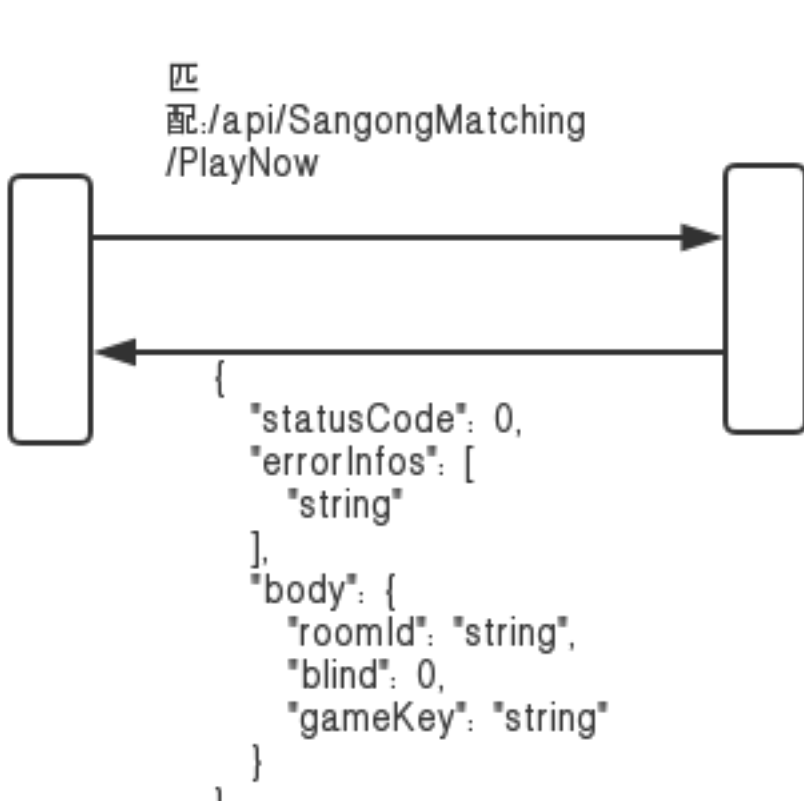 匹
配:/api/SangongMatching
/PlayNow
{
"statusCode": 0,
"errorInfos": [
"string"
],
"body": {
"roomId": "string",
"blind": 0,
"gameKey": "string"
}
}